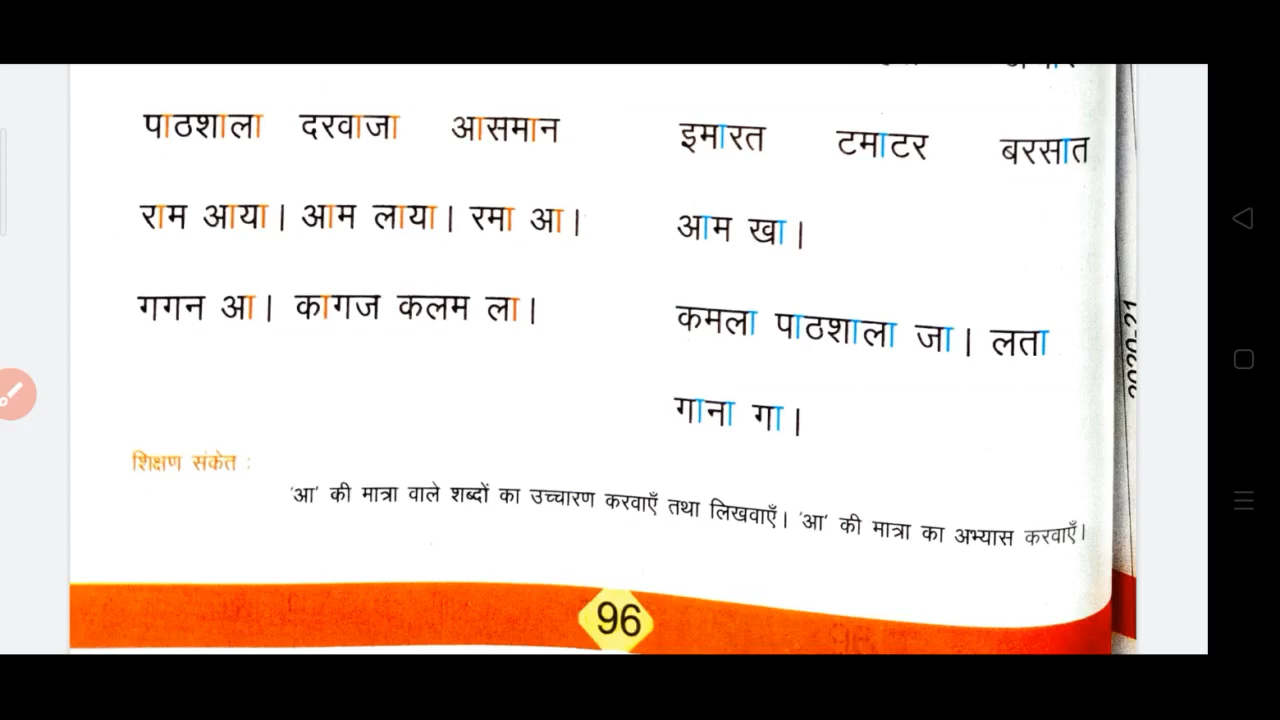 पाठशाला दरवाजा आसमान
राम आया। आम लाया। रमा आ।
गगन आ। कागज कलम ला।
इमारत टमाटर बरसात
आम खा।
कमला पाठशाला जा। लता
गाना गा।
शिक्षण संकेत :
'आ' की मात्रा वाले शब्दों का उच्चारण करवाएँ तथा लिखवाएँ। 'आ' की मात्रा का अभ्यास करवाएँ।
96